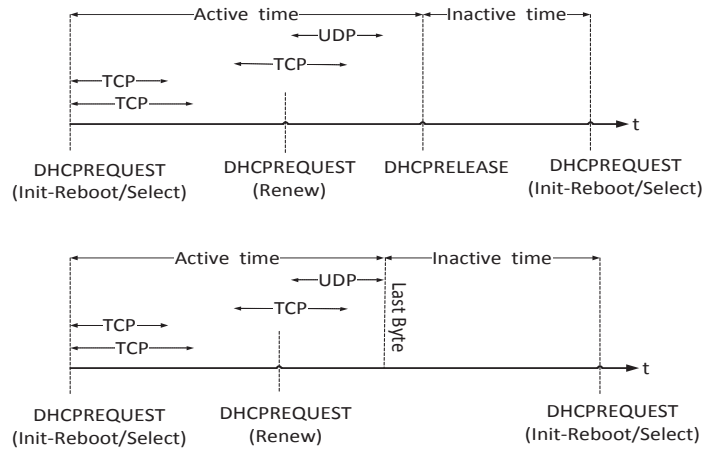 Active time
Inactive time
UDP
TCP
TCP
TCP
t
DHCPREQUEST
(Init-Reboot/Select)
DHCPREQUEST
(Renew)
DHCPRELEASE
DHCPREQUEST
(Init-Reboot/Select)
Active time
Inactive time
UDP
TCP
TCP
TCP
Last Byte
t
DHCPREQUEST
(Init-Reboot/Select)
DHCPREQUEST
(Renew)
DHCPREQUEST
(Init-Reboot/Select)